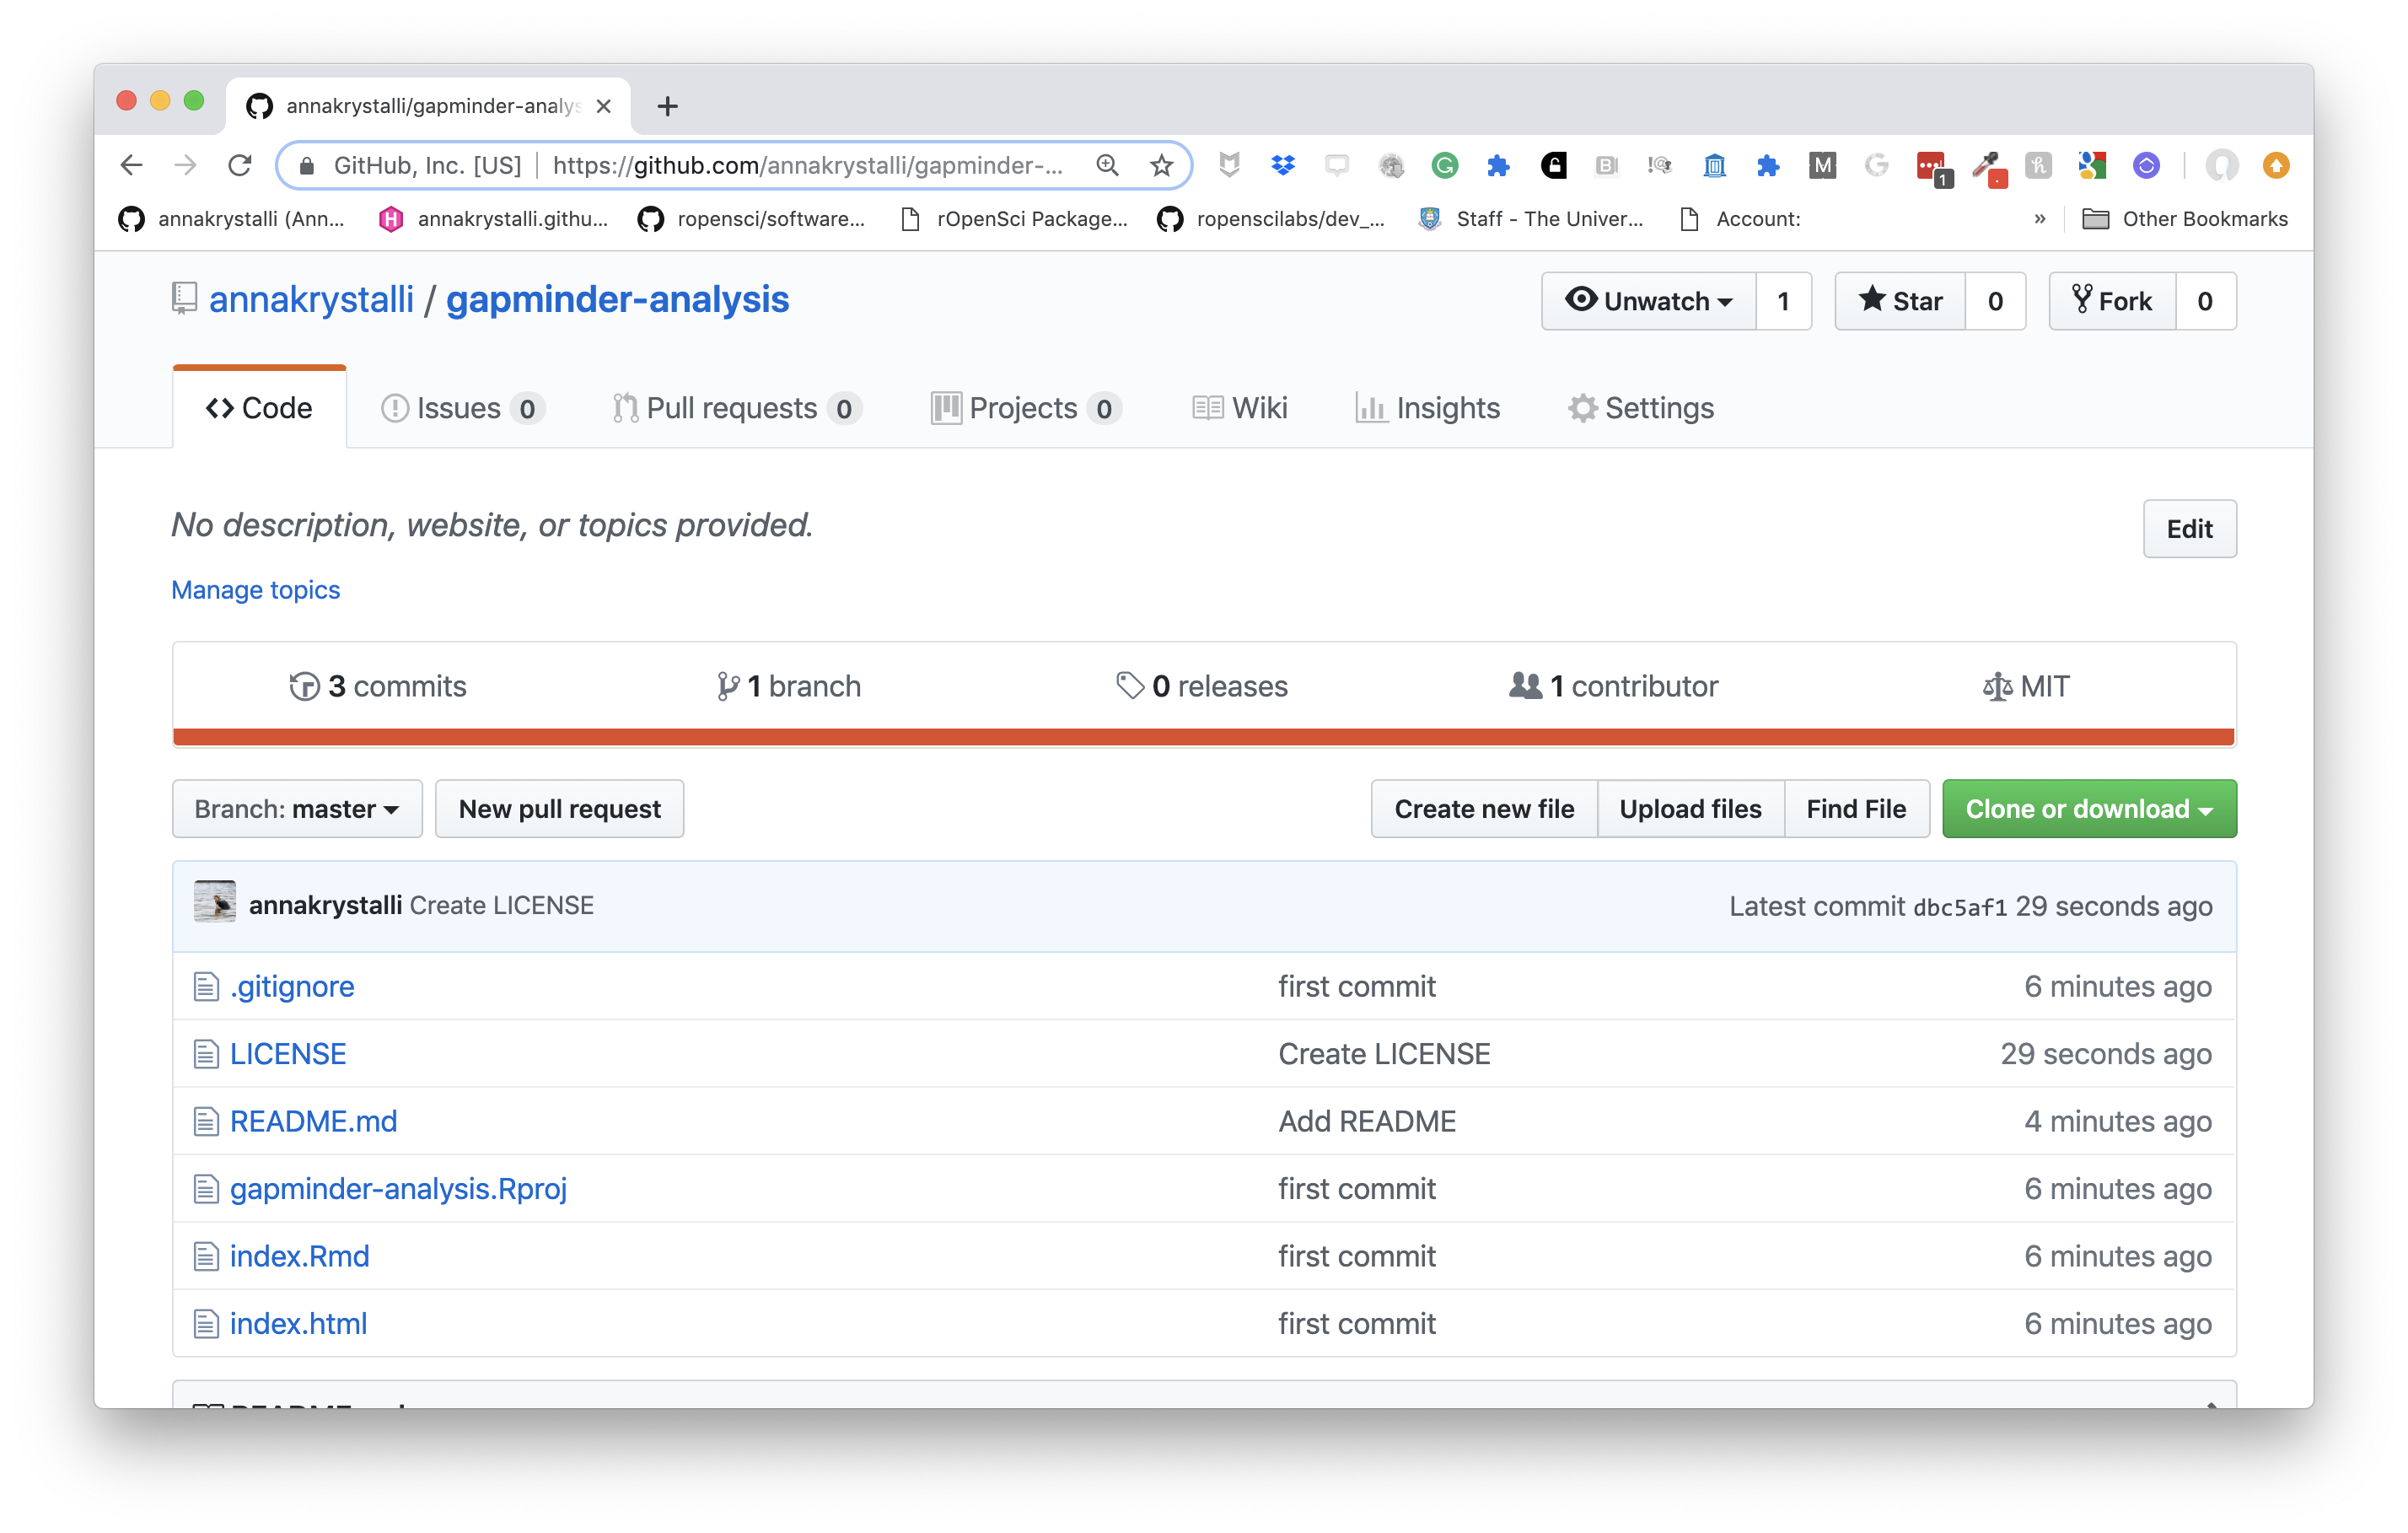 annakrystalli/gapminder-analys
GitHub, Inc. [US] https://github.com/annakrystalli/gapminder-...
1
annakrystalli (Ann...
annakrystalli.githu...
ropensci/software...
rOpenSci Package...
ropenscilabs/dev_...
Staff - The Univer...
Account:
»
Other Bookmarks
annakrystalli / gapminder-analysis
Unwatch 1
Star 0
Fork 0
Code
Issues 0
Pull requests 0
Projects 0
Wiki
Insights
Settings
No description, website, or topics provided.
Edit
Manage topics
3 commits
1 branch
0 releases
1 contributor
MIT
Branch: master
New pull request
Create new file
Upload files
Find File
Clone or download
annakrystalli Create LICENSE
Latest commit dbc5af1 29 seconds ago
.gitignore first commit 6 minutes ago
LICENSE Create LICENSE 29 seconds ago
README.md Add README 4 minutes ago
gapminder-analysis.Rproj first commit 6 minutes ago
index.Rmd first commit 6 minutes ago
index.html first commit 6 minutes ago